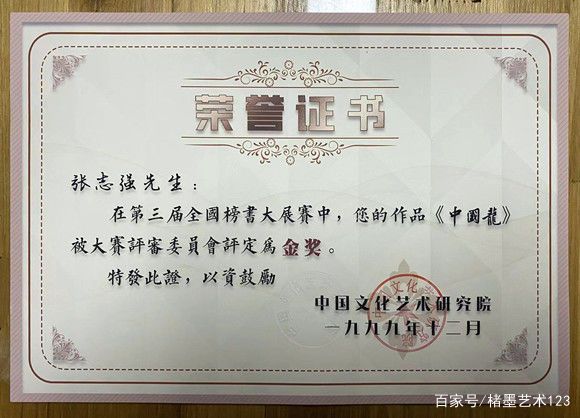 荣誉证书
张志强先生：
在第三届全國榜書大展赛中，您的作品《中國龍》
被大赛評審委員會評定爲金奖。
特發此證，以资鼓勵
中国文化艺术研究院
一九九九年十二月
百家号/楮墨艺术123